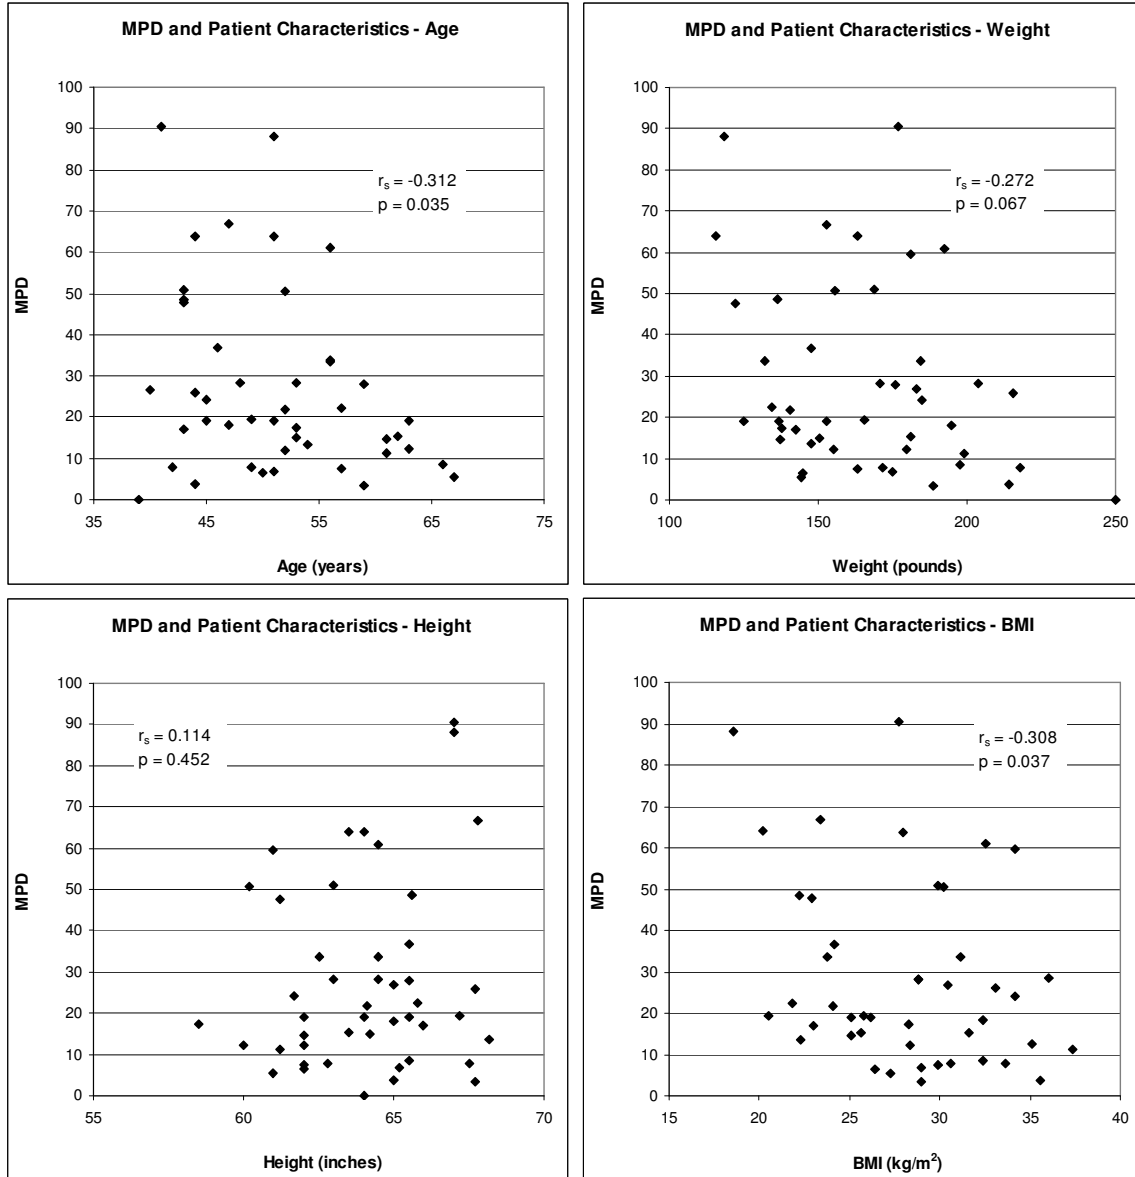 MPD and Patient Characteristics - Age
100
90
80
70
60
50
40
30
20
10
0
MPD
rₛ = -0.312
p = 0.035
35 45 55 65 75
Age (years)
MPD and Patient Characteristics - Weight
100
90
80
70
60
50
40
30
20
10
0
MPD
rₛ = -0.272
p = 0.067
100 150 200 250
Weight (pounds)
MPD and Patient Characteristics - Height
100
90
80
70
60
50
40
30
20
10
0
MPD
rₛ = 0.114
p = 0.452
55 60 65 70
Height (inches)
MPD and Patient Characteristics - BMI
100
90
80
70
60
50
40
30
20
10
0
MPD
rₛ = -0.308
p = 0.037
15 20 25 30 35 40
BMI (kg/m²)